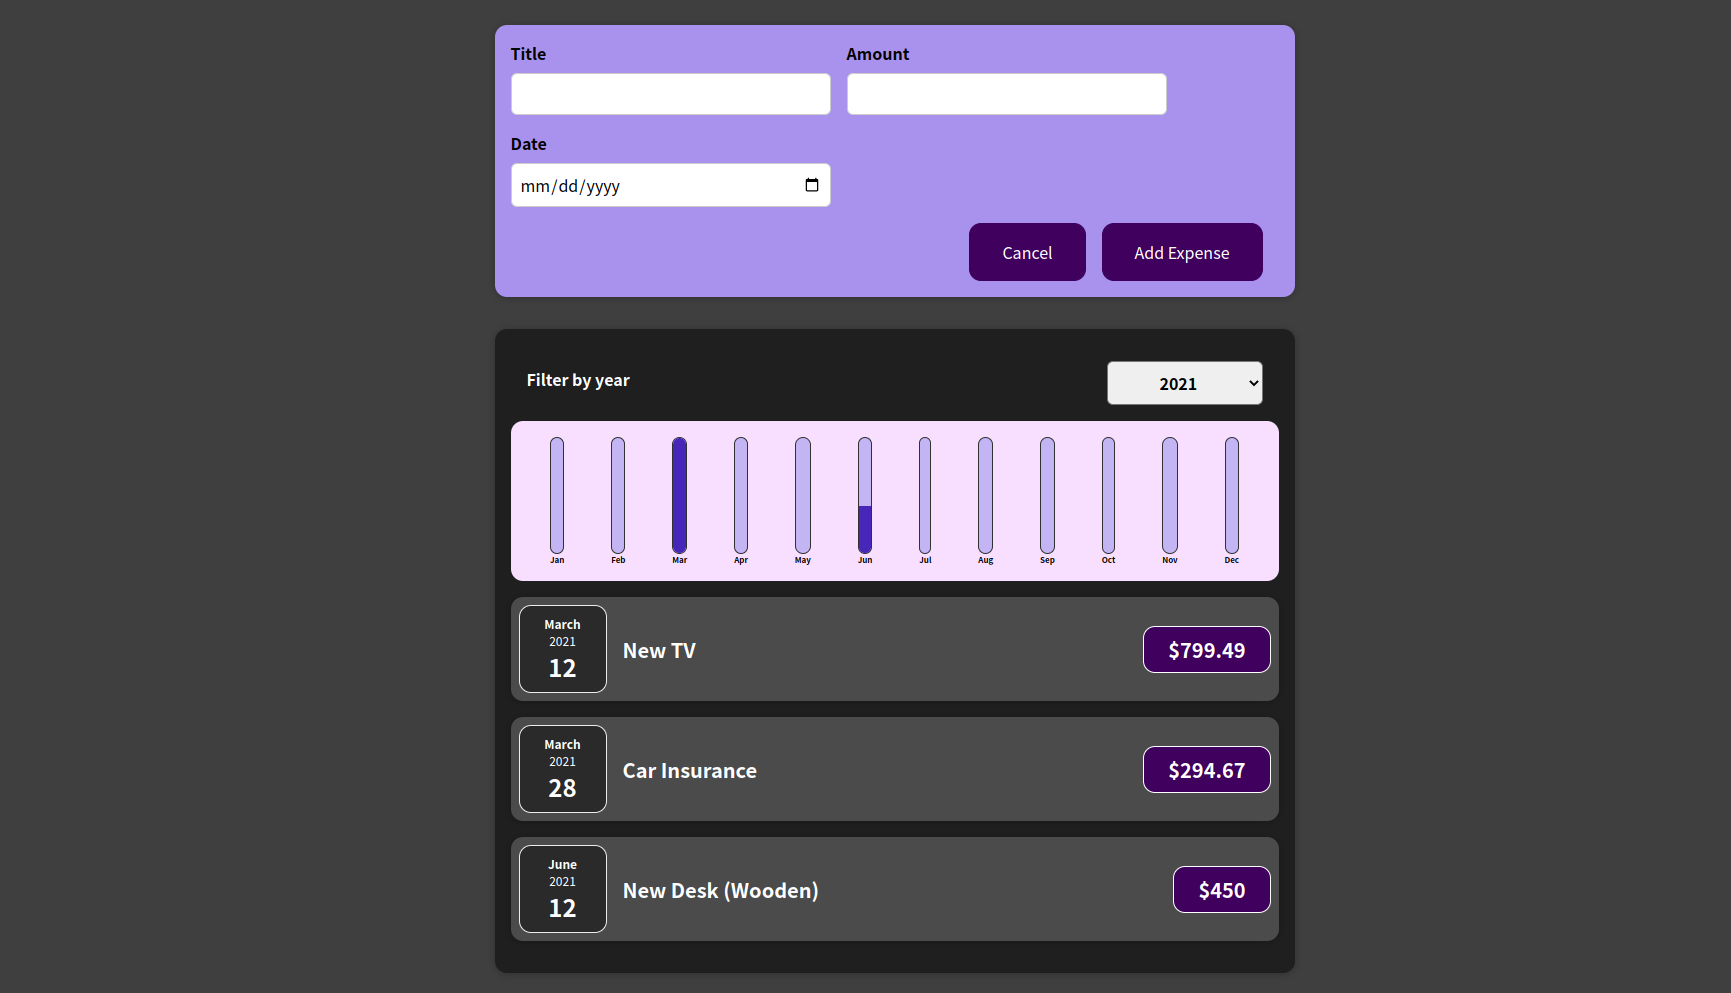 Title Amount
Date
mm/dd/yyyy
Cancel Add Expense
Filter by year 2021
Jan Feb Mar Apr May Jun Jul Aug Sep Oct Nov Dec
March
2021
12
New TV
$799.49
March
2021
28
Car Insurance
$294.67
June
2021
12
New Desk (Wooden)
$450